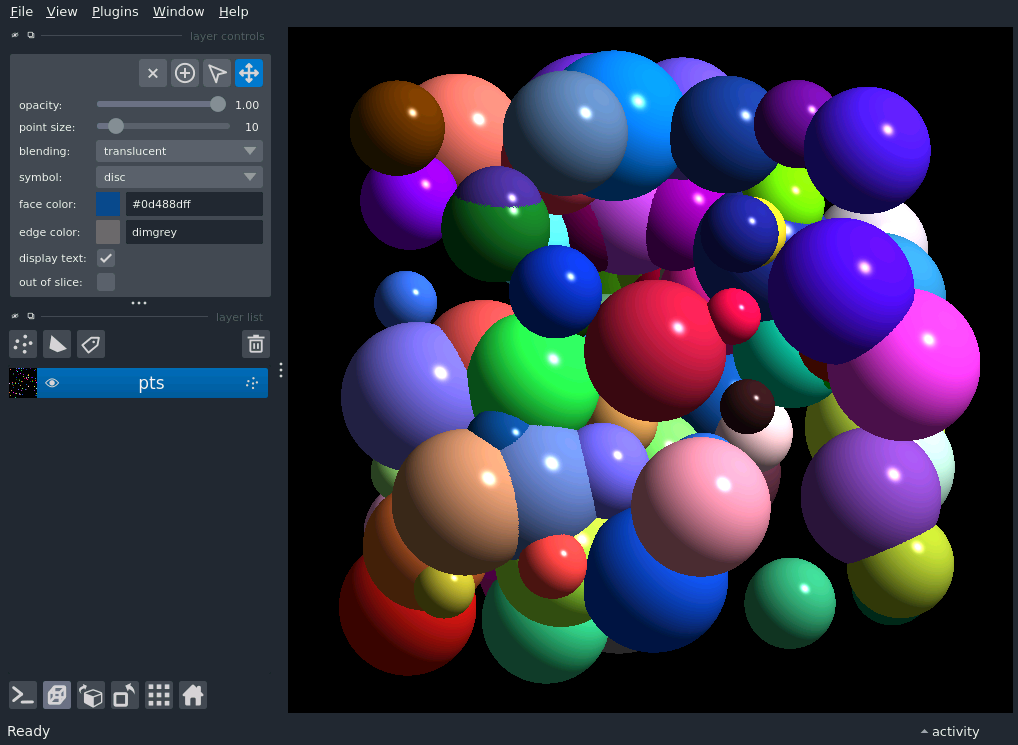 File View Plugins Window Help
layer controls
opacity: 1.00
point size: 10
blending: translucent
symbol: disc
face color: #0d488dff
edge color: dimgrey
display text:
out of slice:
layer list
pts
Ready activity